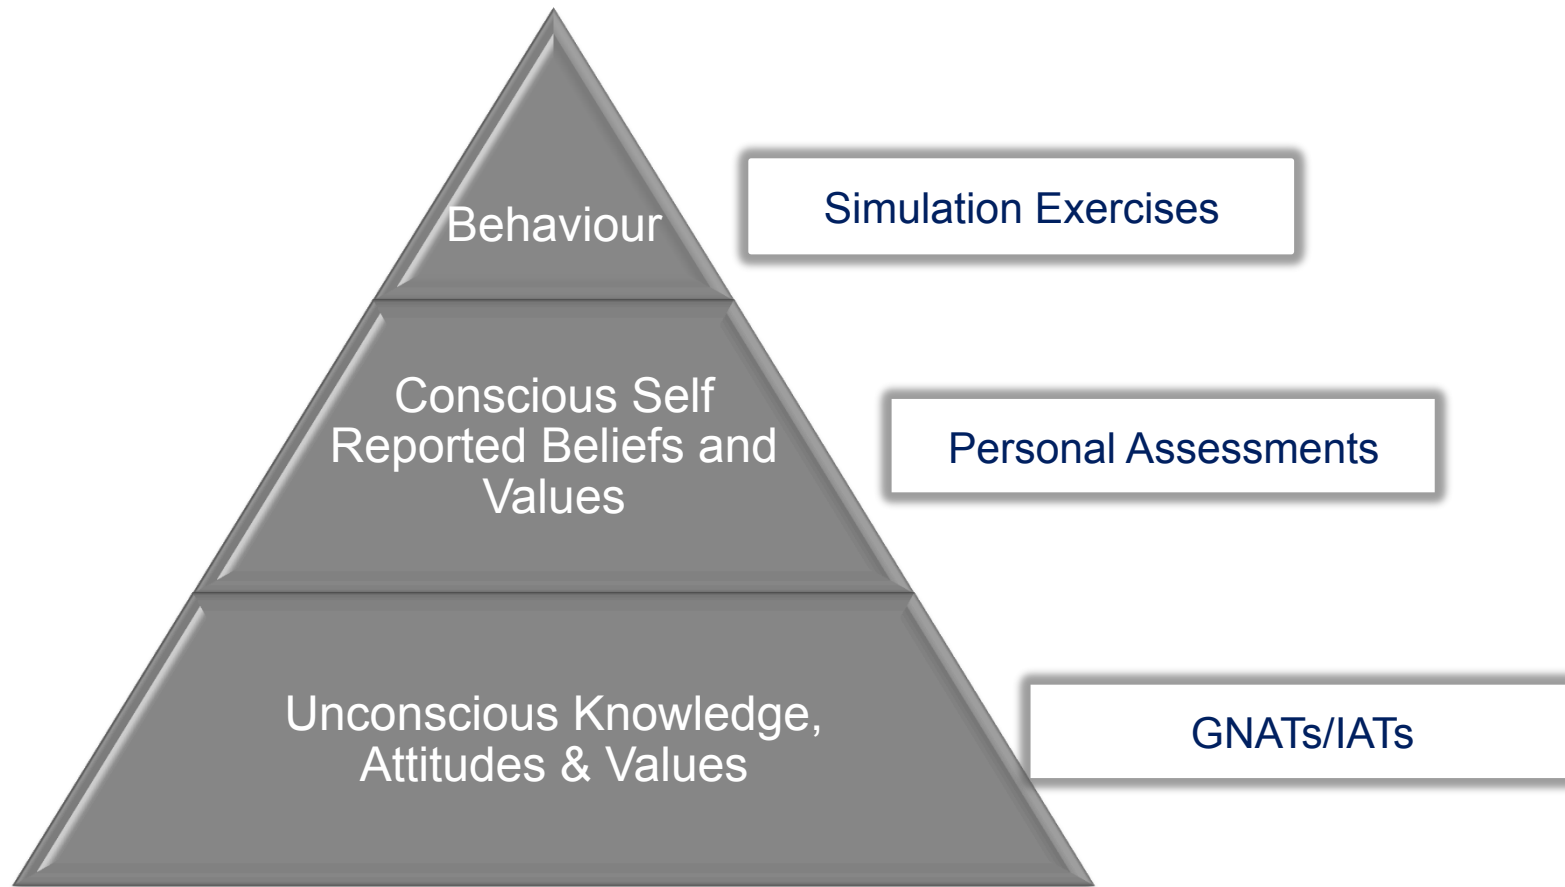 Behaviour
Simulation Exercises
Conscious Self
Reported Beliefs and
Values
Personal Assessments
Unconscious Knowledge,
Attitudes & Values
GNATs/IATs